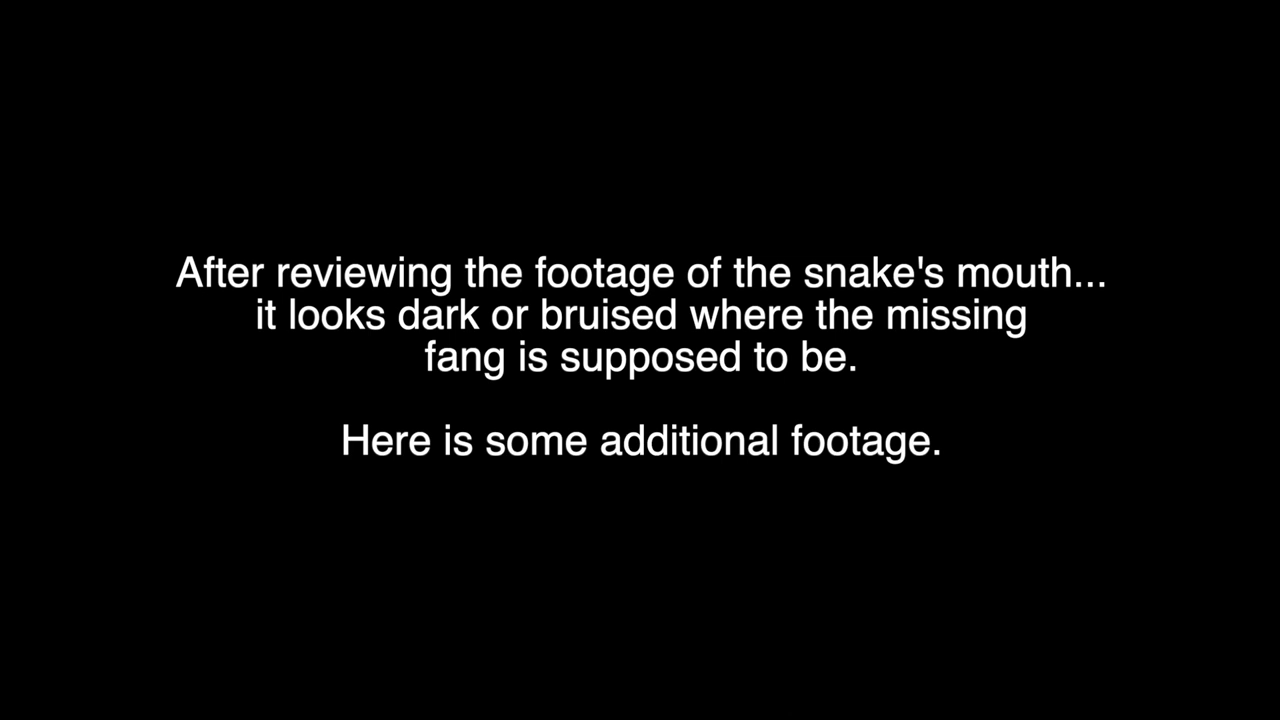 After reviewing the footage of the snake's mouth...
it looks dark or bruised where the missing
fang is supposed to be.
Here is some additional footage.